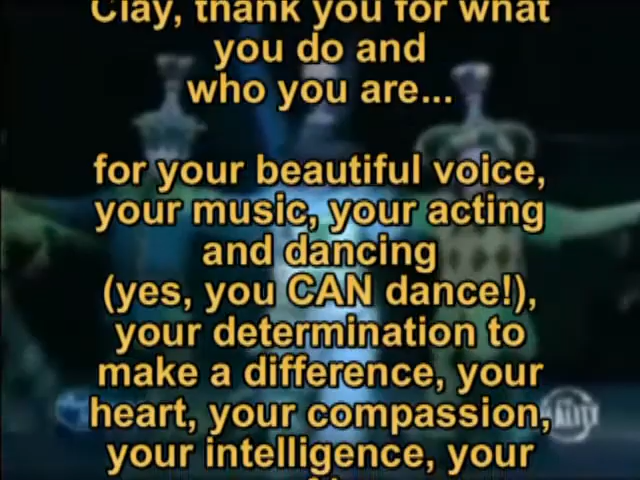 Clay, thank you for what
you do and
who you are...
for your beautiful voice,
your music, your acting
and dancing
(yes, you CAN dance!),
your determination to
make a difference, your
heart, your compassion,
your intelligence, your